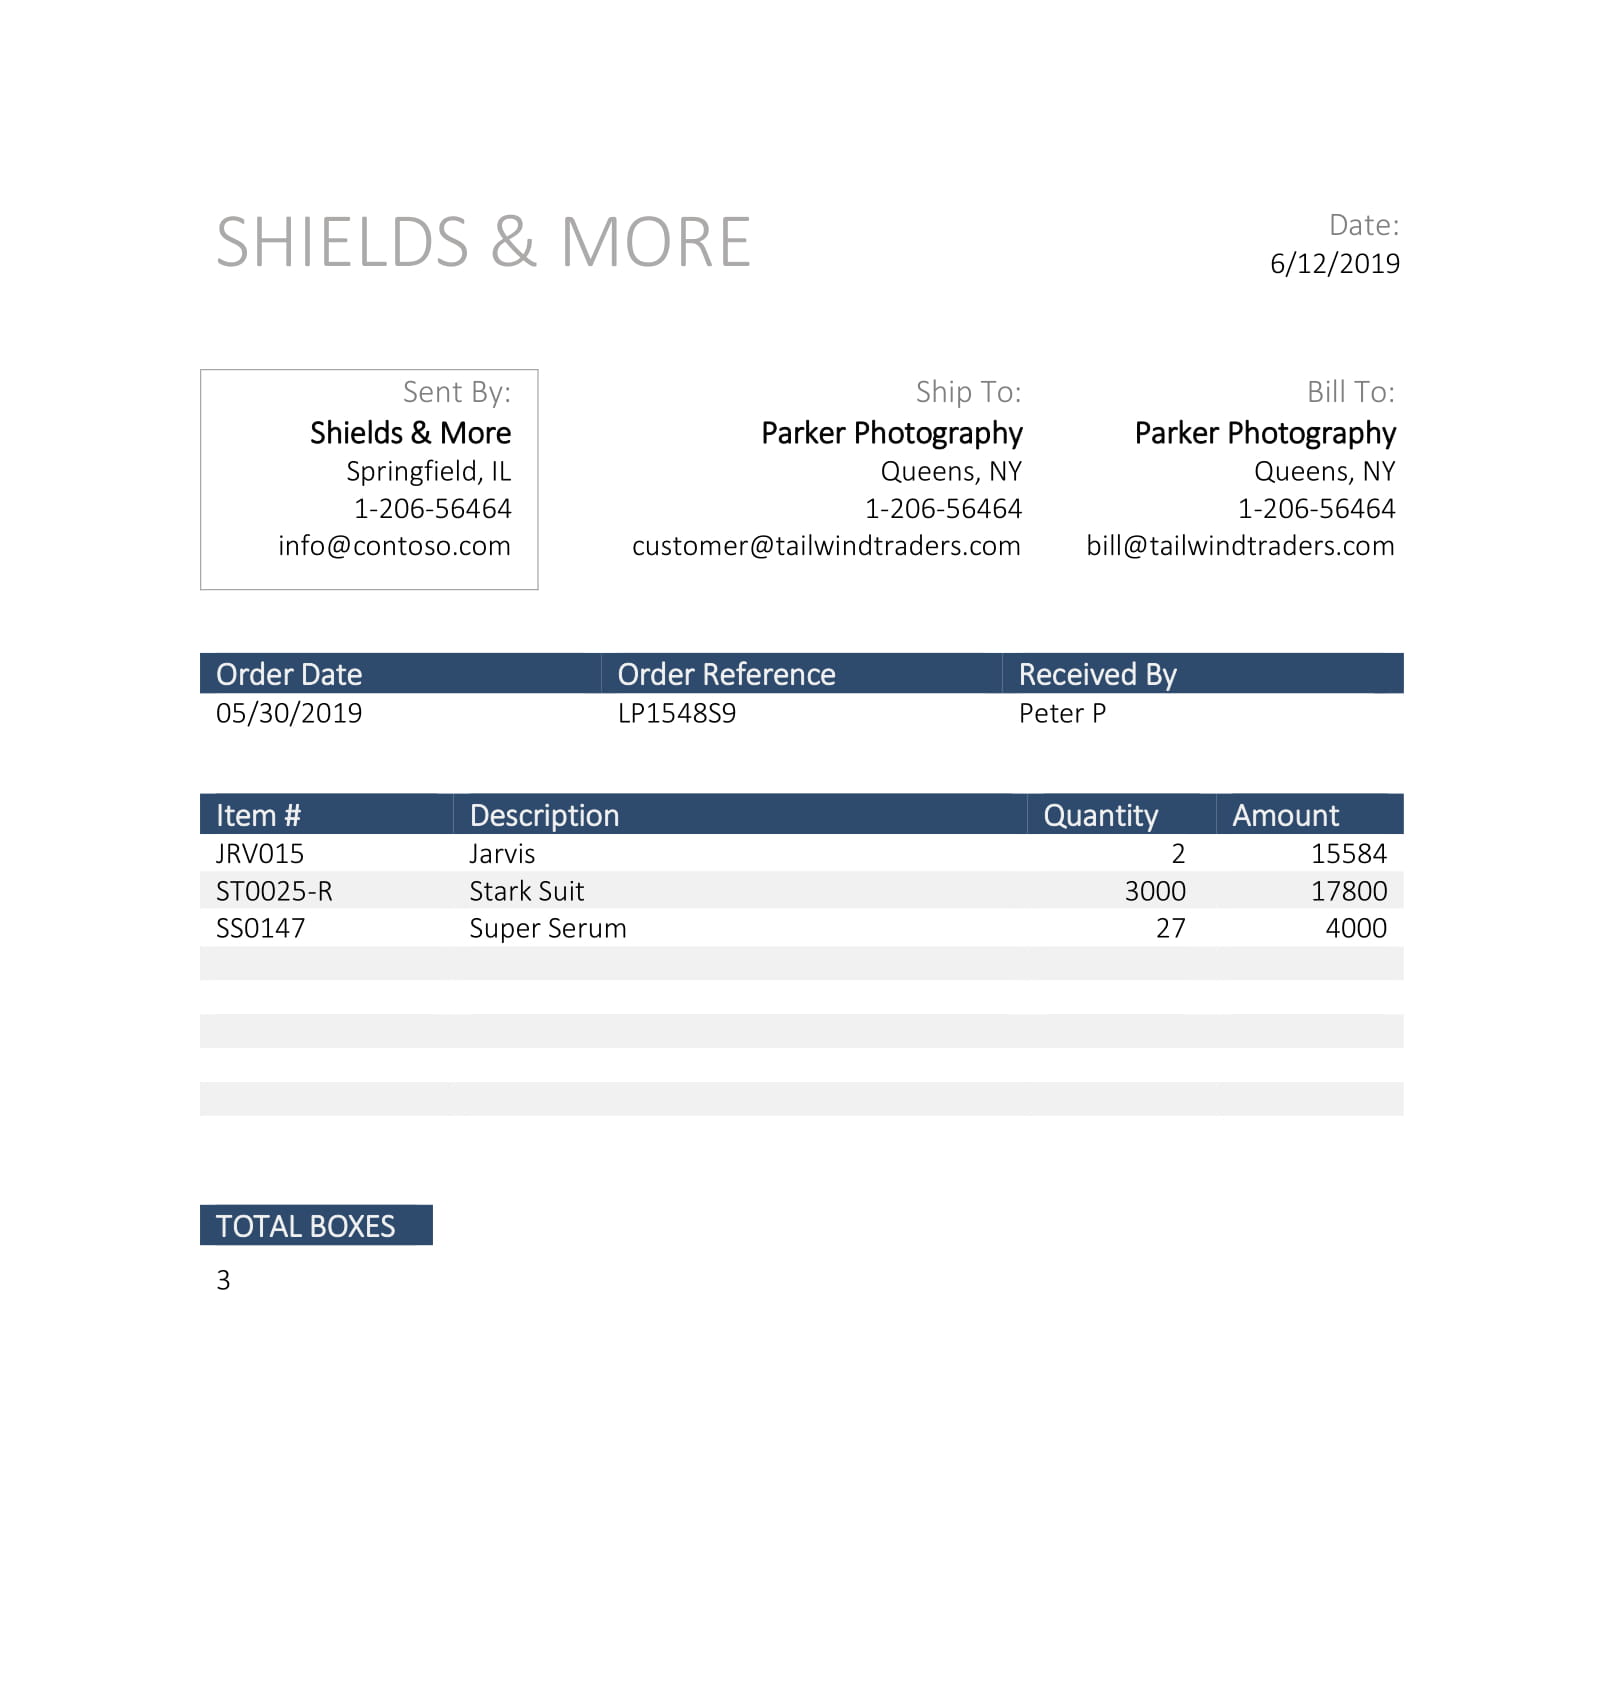 SHIELDS & MORE
Date:
6/12/2019
Sent By:
Shields & More
Springfield, IL
1-206-56464
info@contoso.com
Ship To:
Parker Photography
Queens, NY
1-206-56464
customer@tailwindtraders.com
Bill To:
Parker Photography
Queens, NY
1-206-56464
bill@tailwindtraders.com
Order Date Order Reference Received By
05/30/2019 LP1548S9 Peter P
Item # Description Quantity Amount
JRV015 Jarvis 2 15584
ST0025-R Stark Suit 3000 17800
SS0147 Super Serum 27 4000
TOTAL BOXES
3